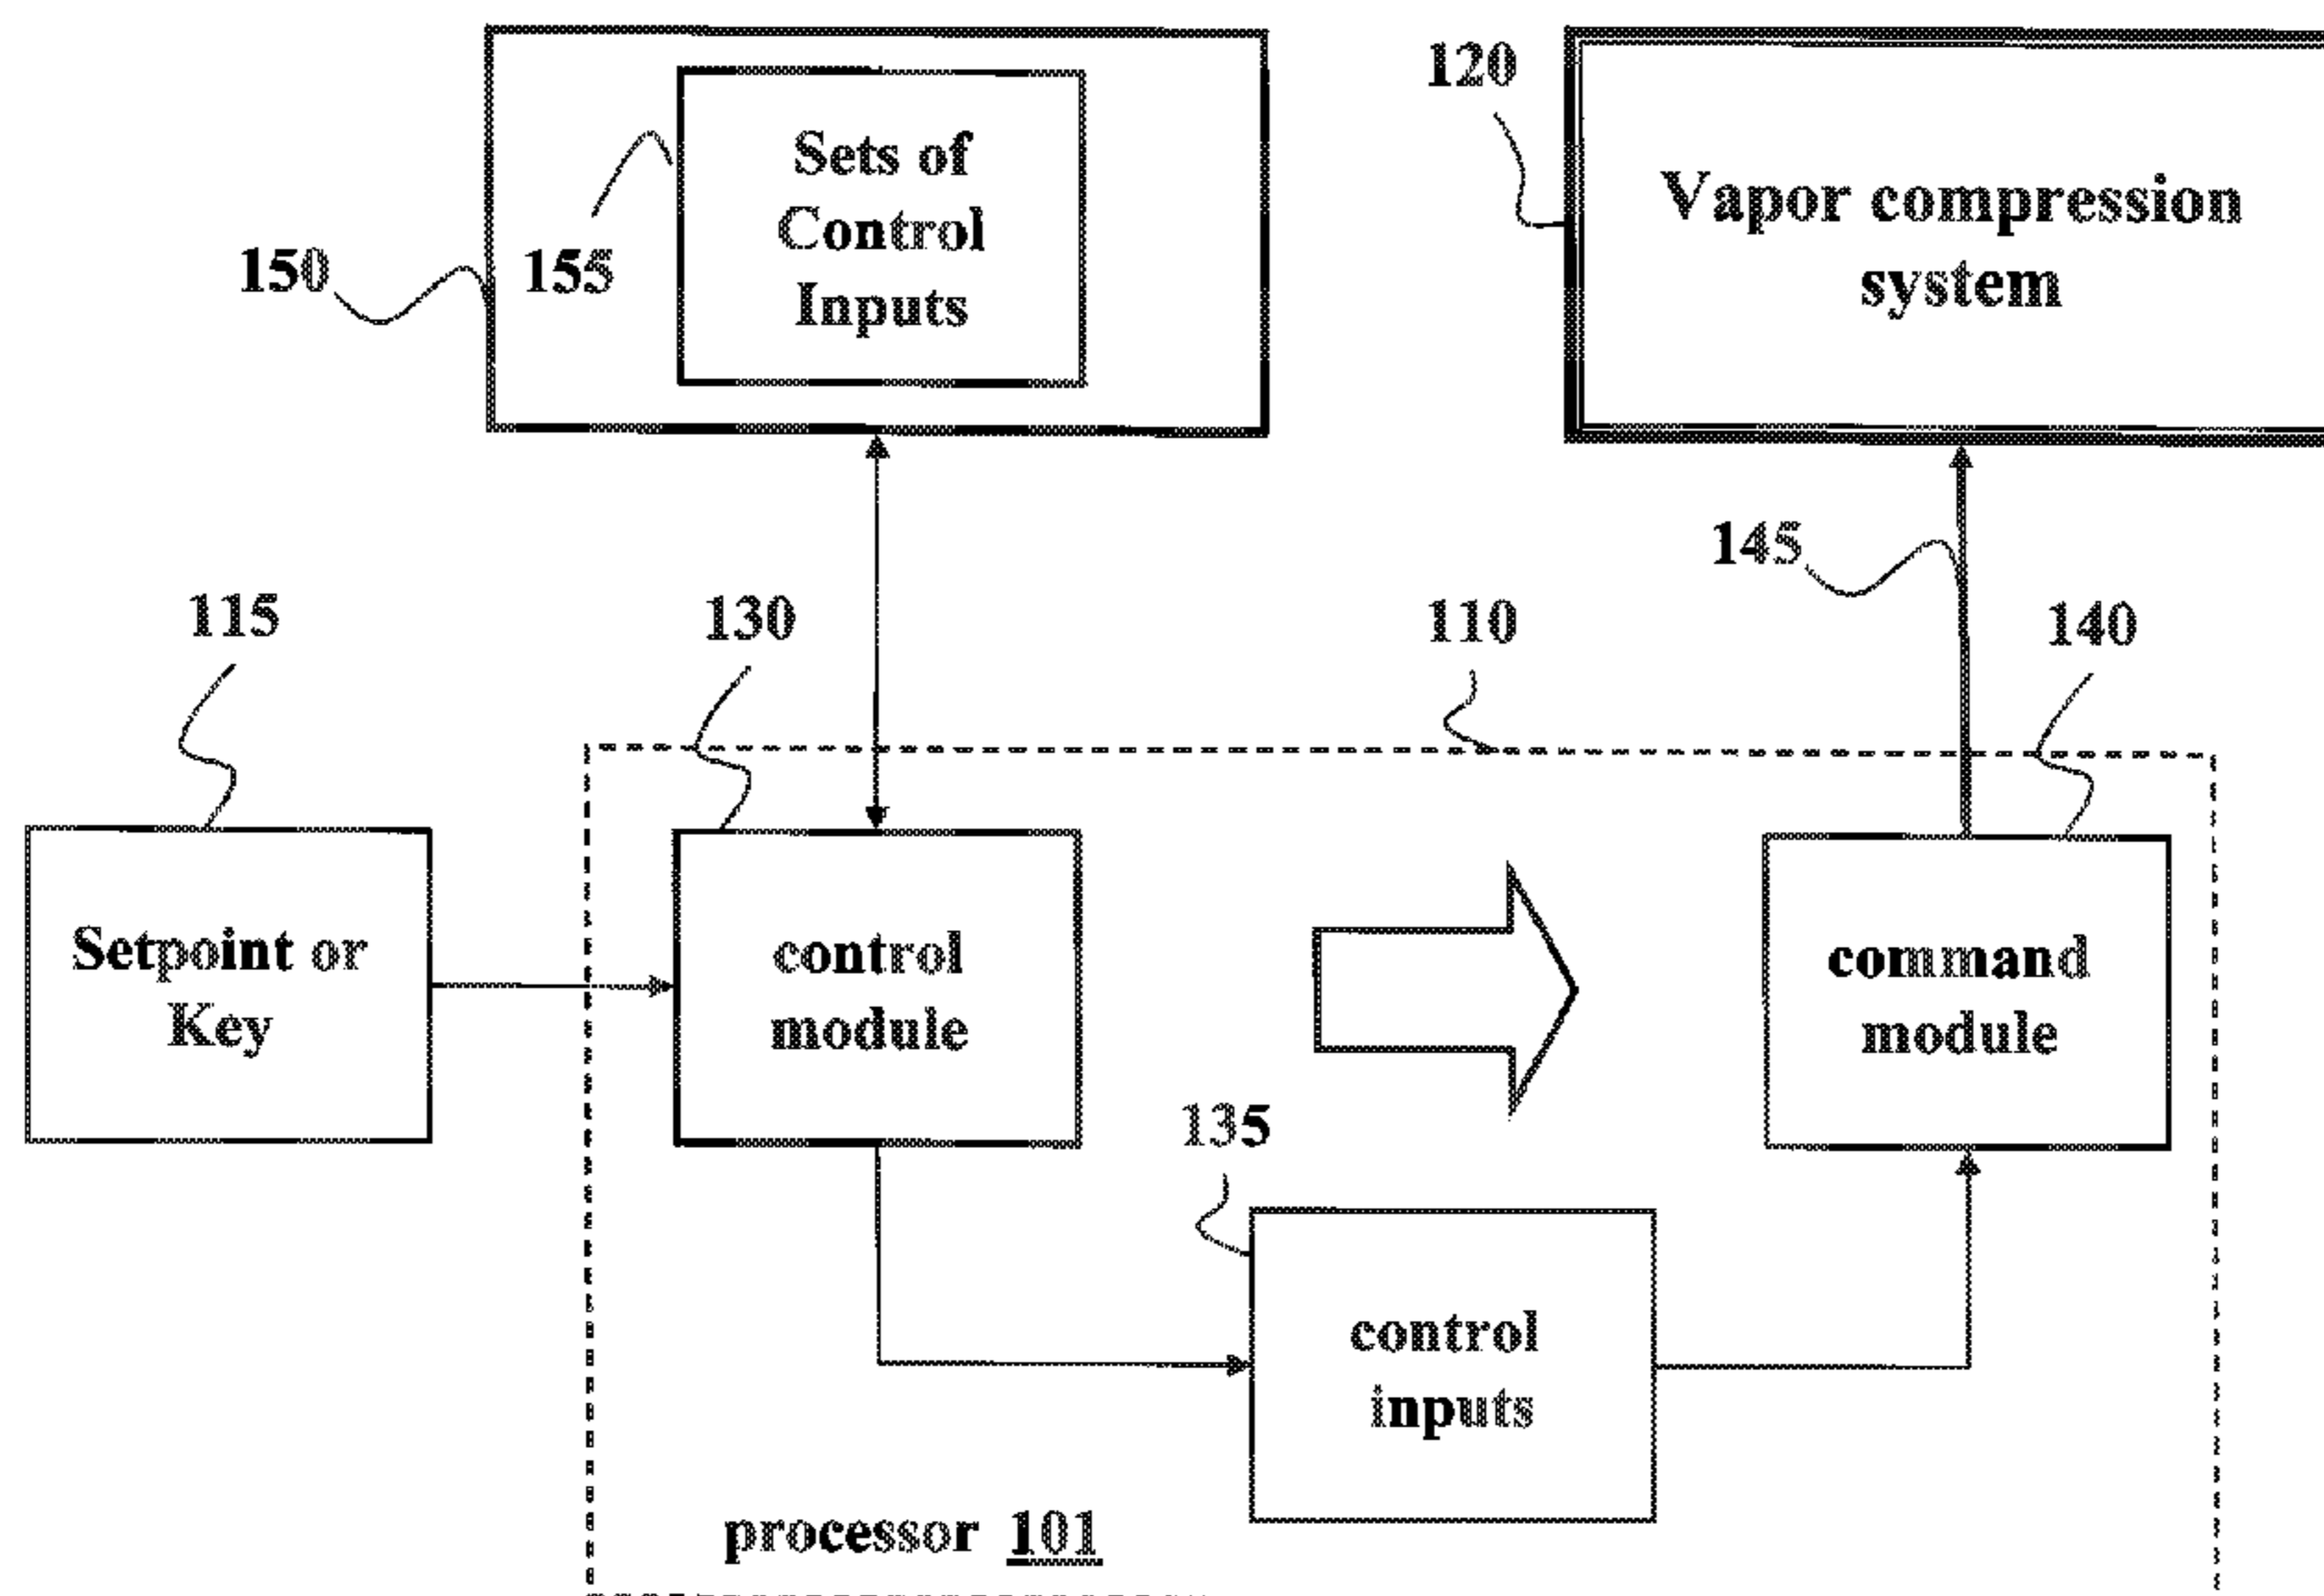 120
Sets of
Control
Inputs
Vapor compression
system
150
155
145
115
130
110
140
Setpoint or
Key
control
module
command
module
135
control
inputs
processor 101